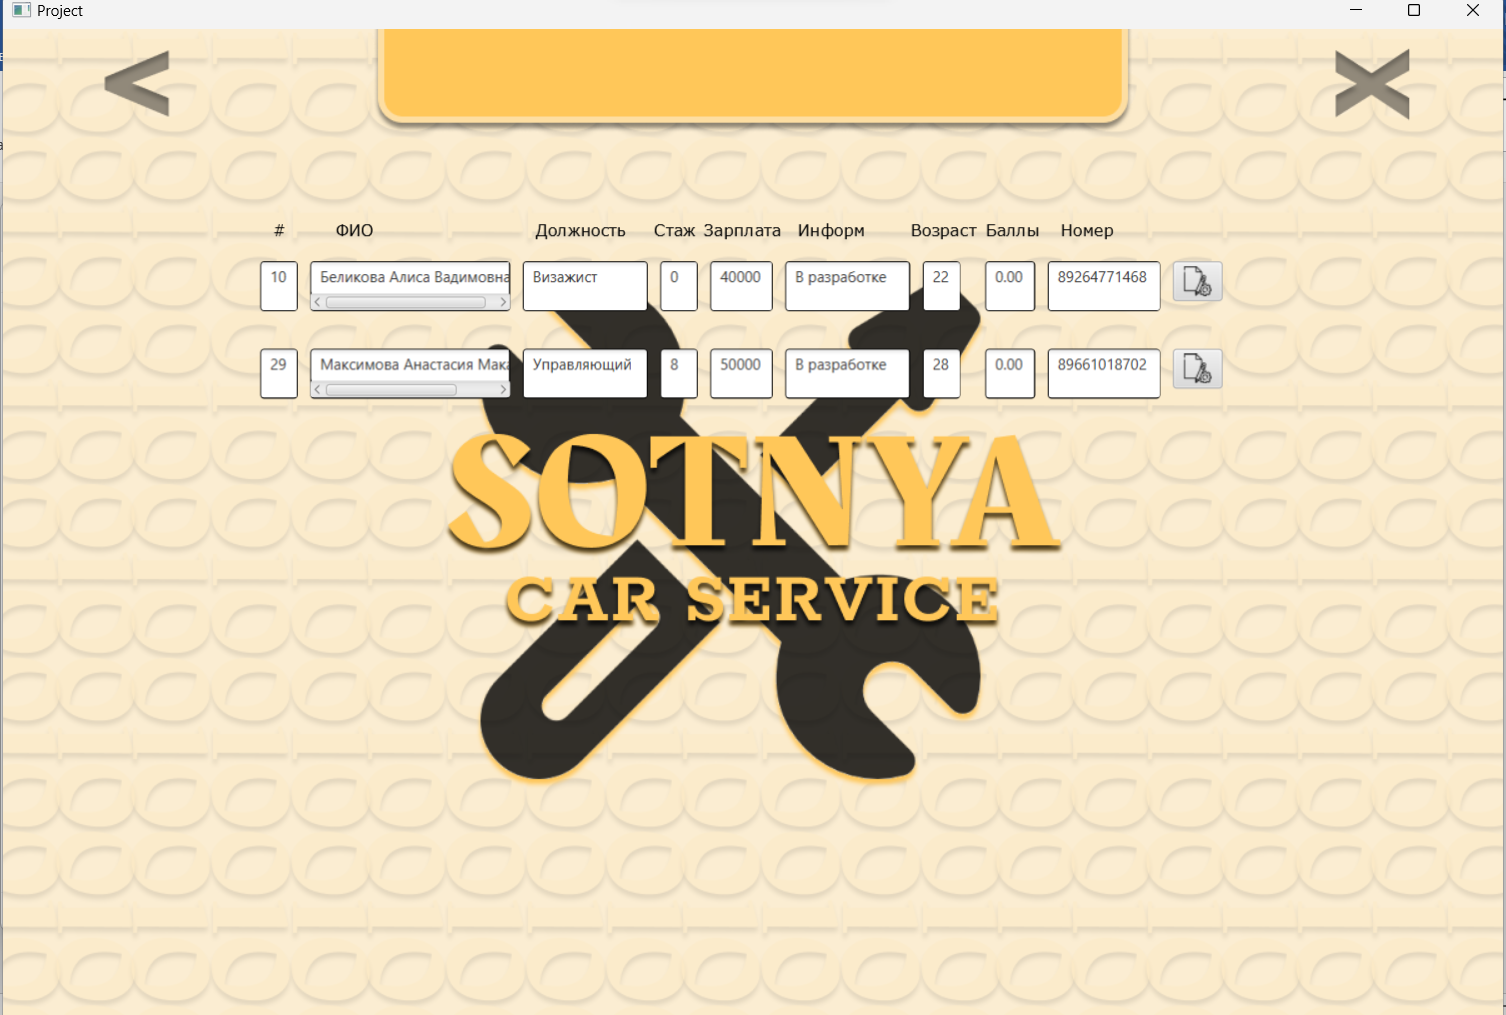 Project
# ФИО Должность Стаж Зарплата Информ Возраст Баллы Номер
10 Беликова Алиса Вадимовна Визажист 0 40000 В разработке 22 0.00 89264771468
29 Максимова Анастасия Мака Управляющий 8 50000 В разработке 28 0.00 89661018702
SOTNYA
CAR SERVICE